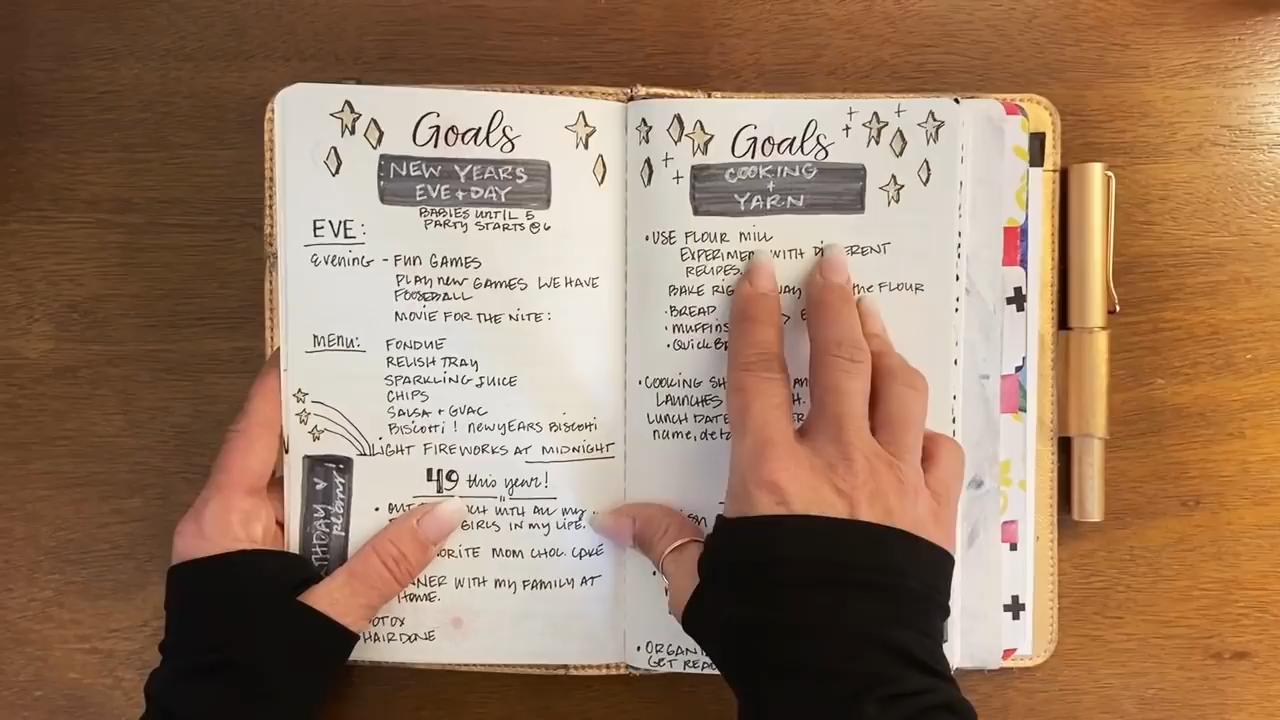 Goals
NEW YEARS
EVE + DAY
BABIES UNTIL 5
PARTY STARTS @ 6
EVE:
evening - FUN GAMES
PLAY new GAMES WE HAVE
FOOSBALL
MOVIE FOR THE NITE:
MENU:
FONDUE
RELISH TRAY
SPARKLING JUICE
CHIPS
SALSA + GUAC
BISCOTTI! NEW YEARS BISCOTTI
LIGHT FIREWORKS AT MIDNIGHT
49 this year!
WITH ALL my
GIRLS IN my LIFE.
MOM CHOC. CAKE
WITH my FAMILY AT
HOME.
HAIR DONE
Goals
COOKING
+
YARN
• USE FLOUR MILL
EXPERIMENT WITH DIFFERENT
RECIPES.
BAKE the FLOUR
• BREAD
• MUFFINS
• COOKING
LAUNCHES
LUNCH DATE
name,
GET